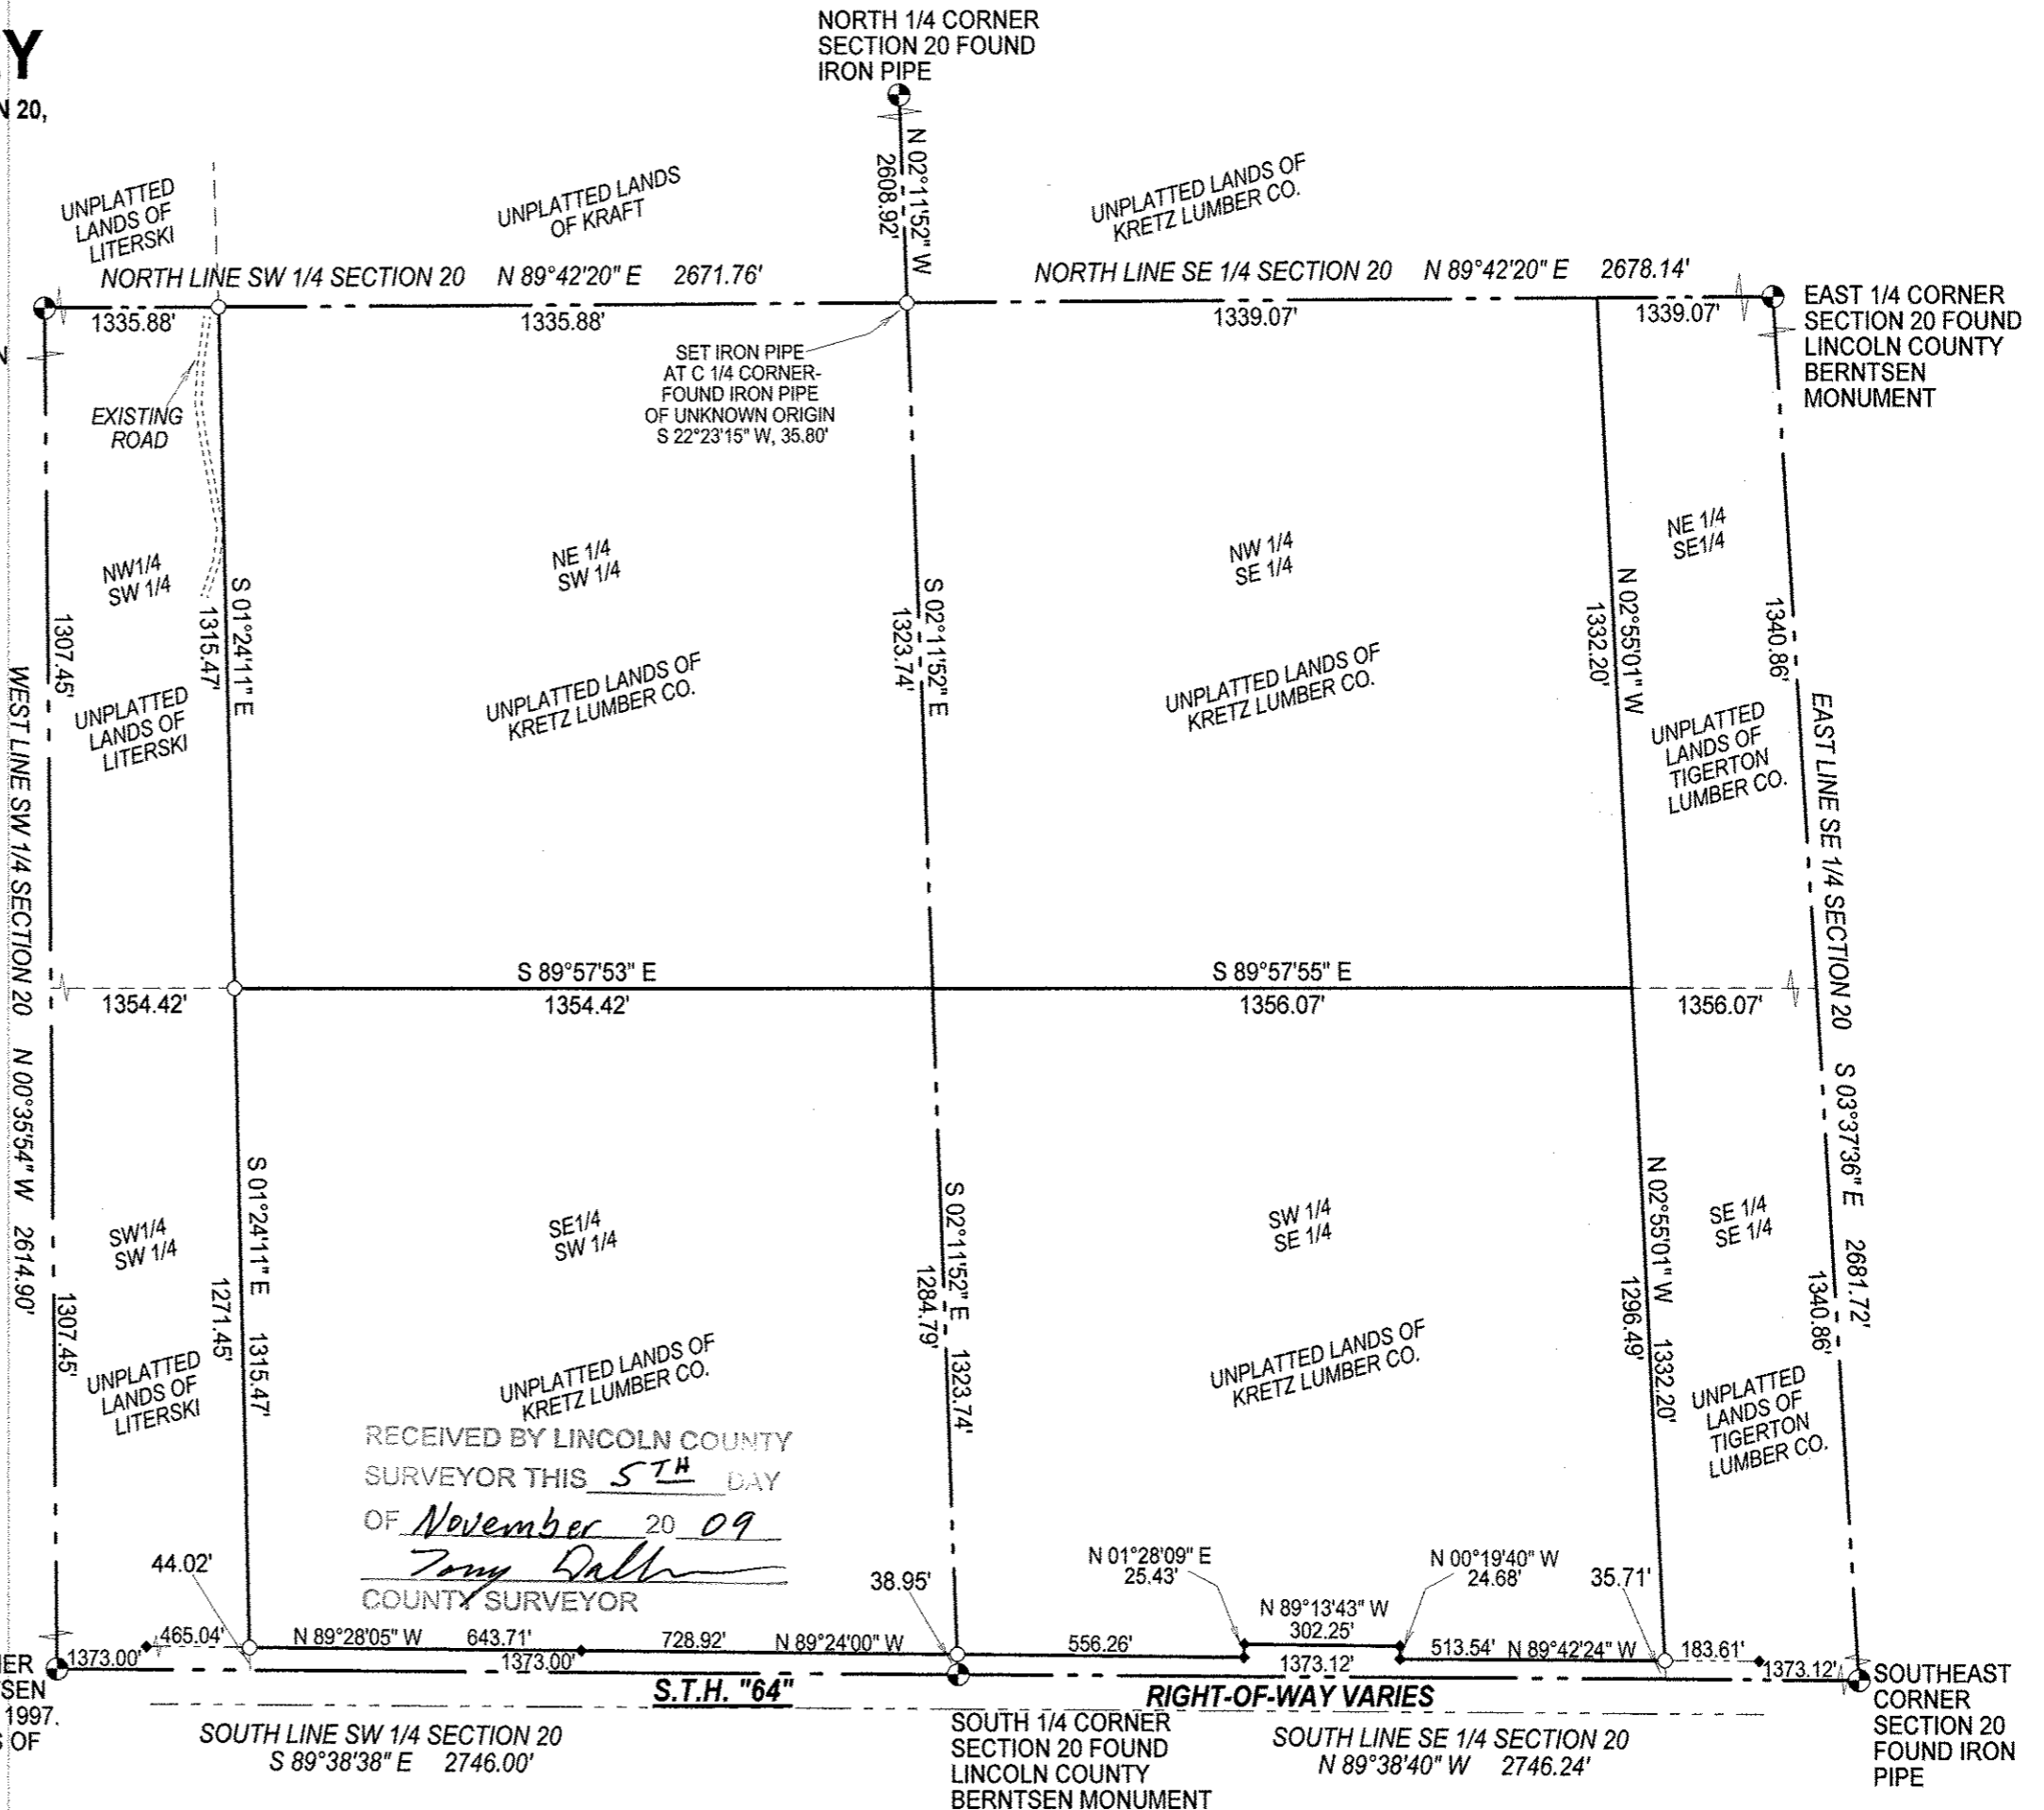 Y
N 20,
NORTH 1/4 CORNER
SECTION 20 FOUND
IRON PIPE
N 02°11'52" W
2608.92'
UNPLATTED
LANDS OF
LITERSKI
UNPLATTED LANDS
OF KRAFT
UNPLATTED LANDS OF
KRETZ LUMBER CO.
NORTH LINE SW 1/4 SECTION 20 N 89°42'20" E 2671.76'
NORTH LINE SE 1/4 SECTION 20 N 89°42'20" E 2678.14'
1335.88'
1335.88'
1339.07'
1339.07'
EAST 1/4 CORNER
SECTION 20 FOUND
LINCOLN COUNTY
BERNTSEN
MONUMENT
N
SET IRON PIPE
AT C 1/4 CORNER-
FOUND IRON PIPE
OF UNKNOWN ORIGIN
S 22°23'15" W, 35.80'
EXISTING
ROAD
NW1/4
SW 1/4
NE 1/4
SW 1/4
NW 1/4
SE 1/4
NE 1/4
SE1/4
1307.45'
S 01°24'11" E
1315.47'
S 02°11'52" E
1323.74'
N 02°55'01" W
1332.20'
1340.86'
UNPLATTED
LANDS OF
LITERSKI
UNPLATTED LANDS OF
KRETZ LUMBER CO.
UNPLATTED LANDS OF
KRETZ LUMBER CO.
UNPLATTED
LANDS OF
TIGERTON
LUMBER CO.
WEST LINE SW 1/4 SECTION 20 N 00°35'54" W 2614.90'
EAST LINE SE 1/4 SECTION 20 S 03°37'36" E 2681.72'
S 89°57'53" E
S 89°57'55" E
1354.42'
1354.42'
1356.07'
1356.07'
SW1/4
SW 1/4
SE1/4
SW 1/4
SW 1/4
SE 1/4
SE 1/4
SE 1/4
1307.45'
S 01°24'11" E 1315.47'
1271.45'
S 02°11'52" E 1323.74'
1284.79'
N 02°55'01" W 1332.20'
1296.49'
1340.86'
UNPLATTED
LANDS OF
LITERSKI
UNPLATTED LANDS OF
KRETZ LUMBER CO.
UNPLATTED LANDS OF
KRETZ LUMBER CO.
UNPLATTED
LANDS OF
TIGERTON
LUMBER CO.
RECEIVED BY LINCOLN COUNTY
SURVEYOR THIS 5TH DAY
OF November 20 09
Tony
COUNTY SURVEYOR
44.02'
38.95'
N 01°28'09" E
25.43'
N 00°19'40" W
24.68'
35.71'
N 89°13'43" W
302.25'
465.04'
N 89°28'05" W 643.71'
728.92' N 89°24'00" W
556.26'
513.54' N 89°42'24" W
183.61'
1373.00'
1373.00'
1373.12'
1373.12'
S.T.H. "64"
RIGHT-OF-WAY VARIES
NER
SEN
1997.
S OF
SOUTH LINE SW 1/4 SECTION 20
S 89°38'38" E 2746.00'
SOUTH 1/4 CORNER
SECTION 20 FOUND
LINCOLN COUNTY
BERNTSEN MONUMENT
SOUTH LINE SE 1/4 SECTION 20
N 89°38'40" W 2746.24'
SOUTHEAST
CORNER
SECTION 20
FOUND IRON
PIPE